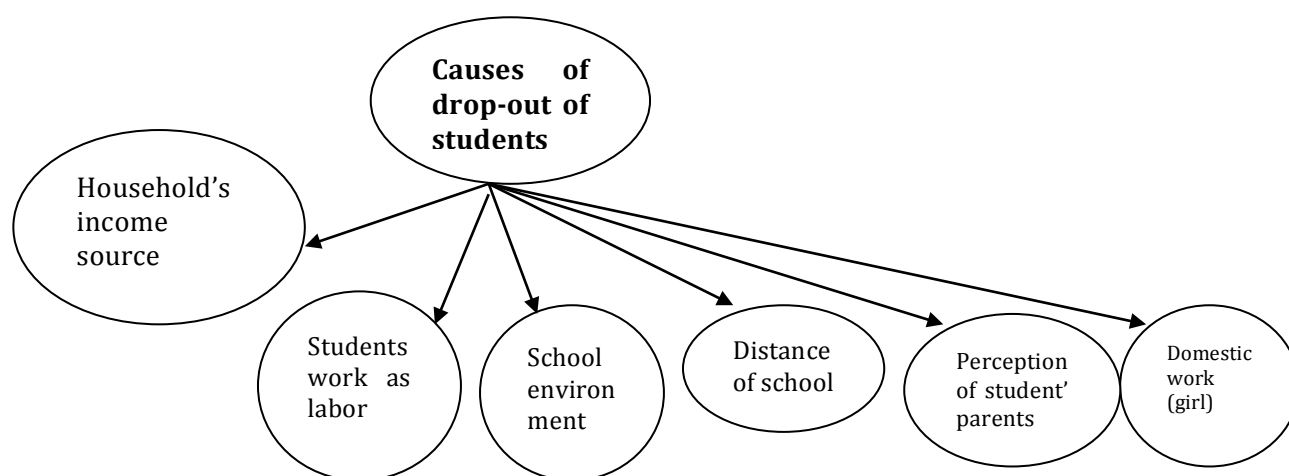 Causes of
drop-out of
students
Household’s
income
source
Students
work as
labor
School
environ
ment
Distance
of school
Perception
of student’
parents
Domestic
work
(girl)